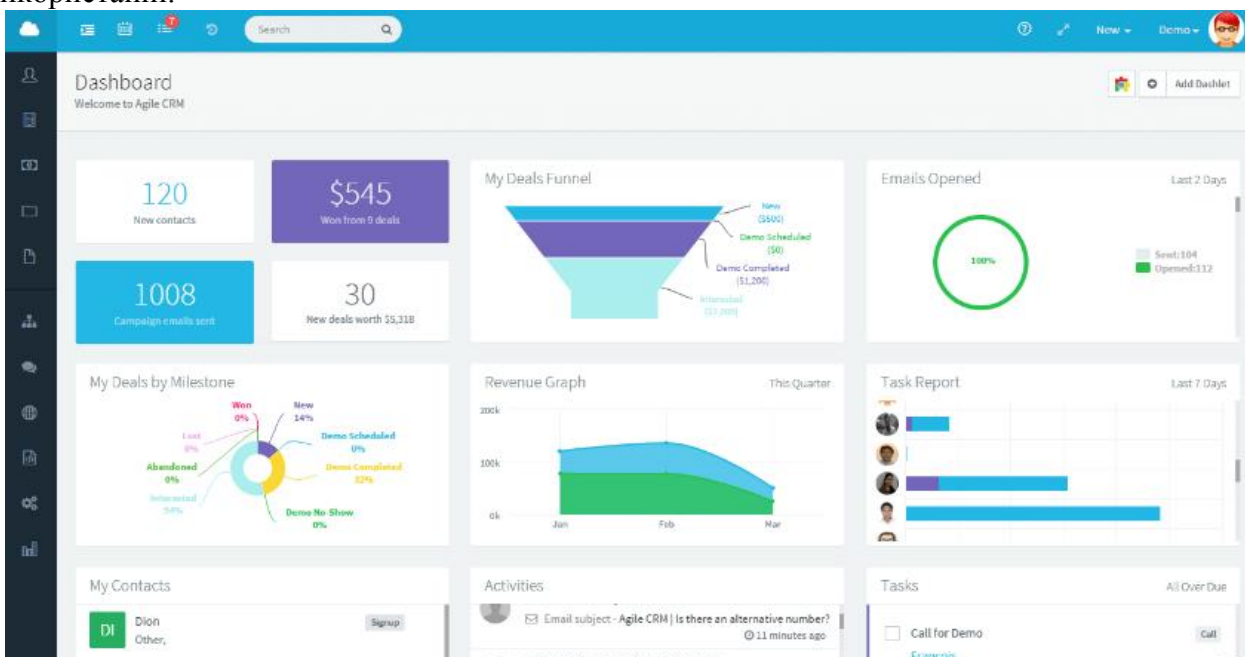 7
Search
New
Demo
Dashboard
Welcome to Agile CRM
Add Dashlet
120
New contacts
$545
Won from 9 deals
1008
Campaign emails sent
30
New deals worth $5,318
My Deals Funnel
New
($500)
Demo Scheduled
($0)
Demo Completed
($1,200)
Interested
Emails Opened
Last 2 Days
100%
Sent:104
Opened:112
My Deals by Milestone
Won
0%
New
14%
Lost
0%
Demo Scheduled
0%
Abandoned
0%
Demo Completed
32%
Interested
54%
Demo No-Show
0%
Revenue Graph
This Quarter
200k
100k
0k
Jan
Feb
Mar
Task Report
Last 7 Days
My Contacts
DI
Dion
Other,
Signup
Activities
Email subject - Agile CRM | Is there an alternative number?
11 minutes ago
Tasks
All Over Due
Call for Demo
Call